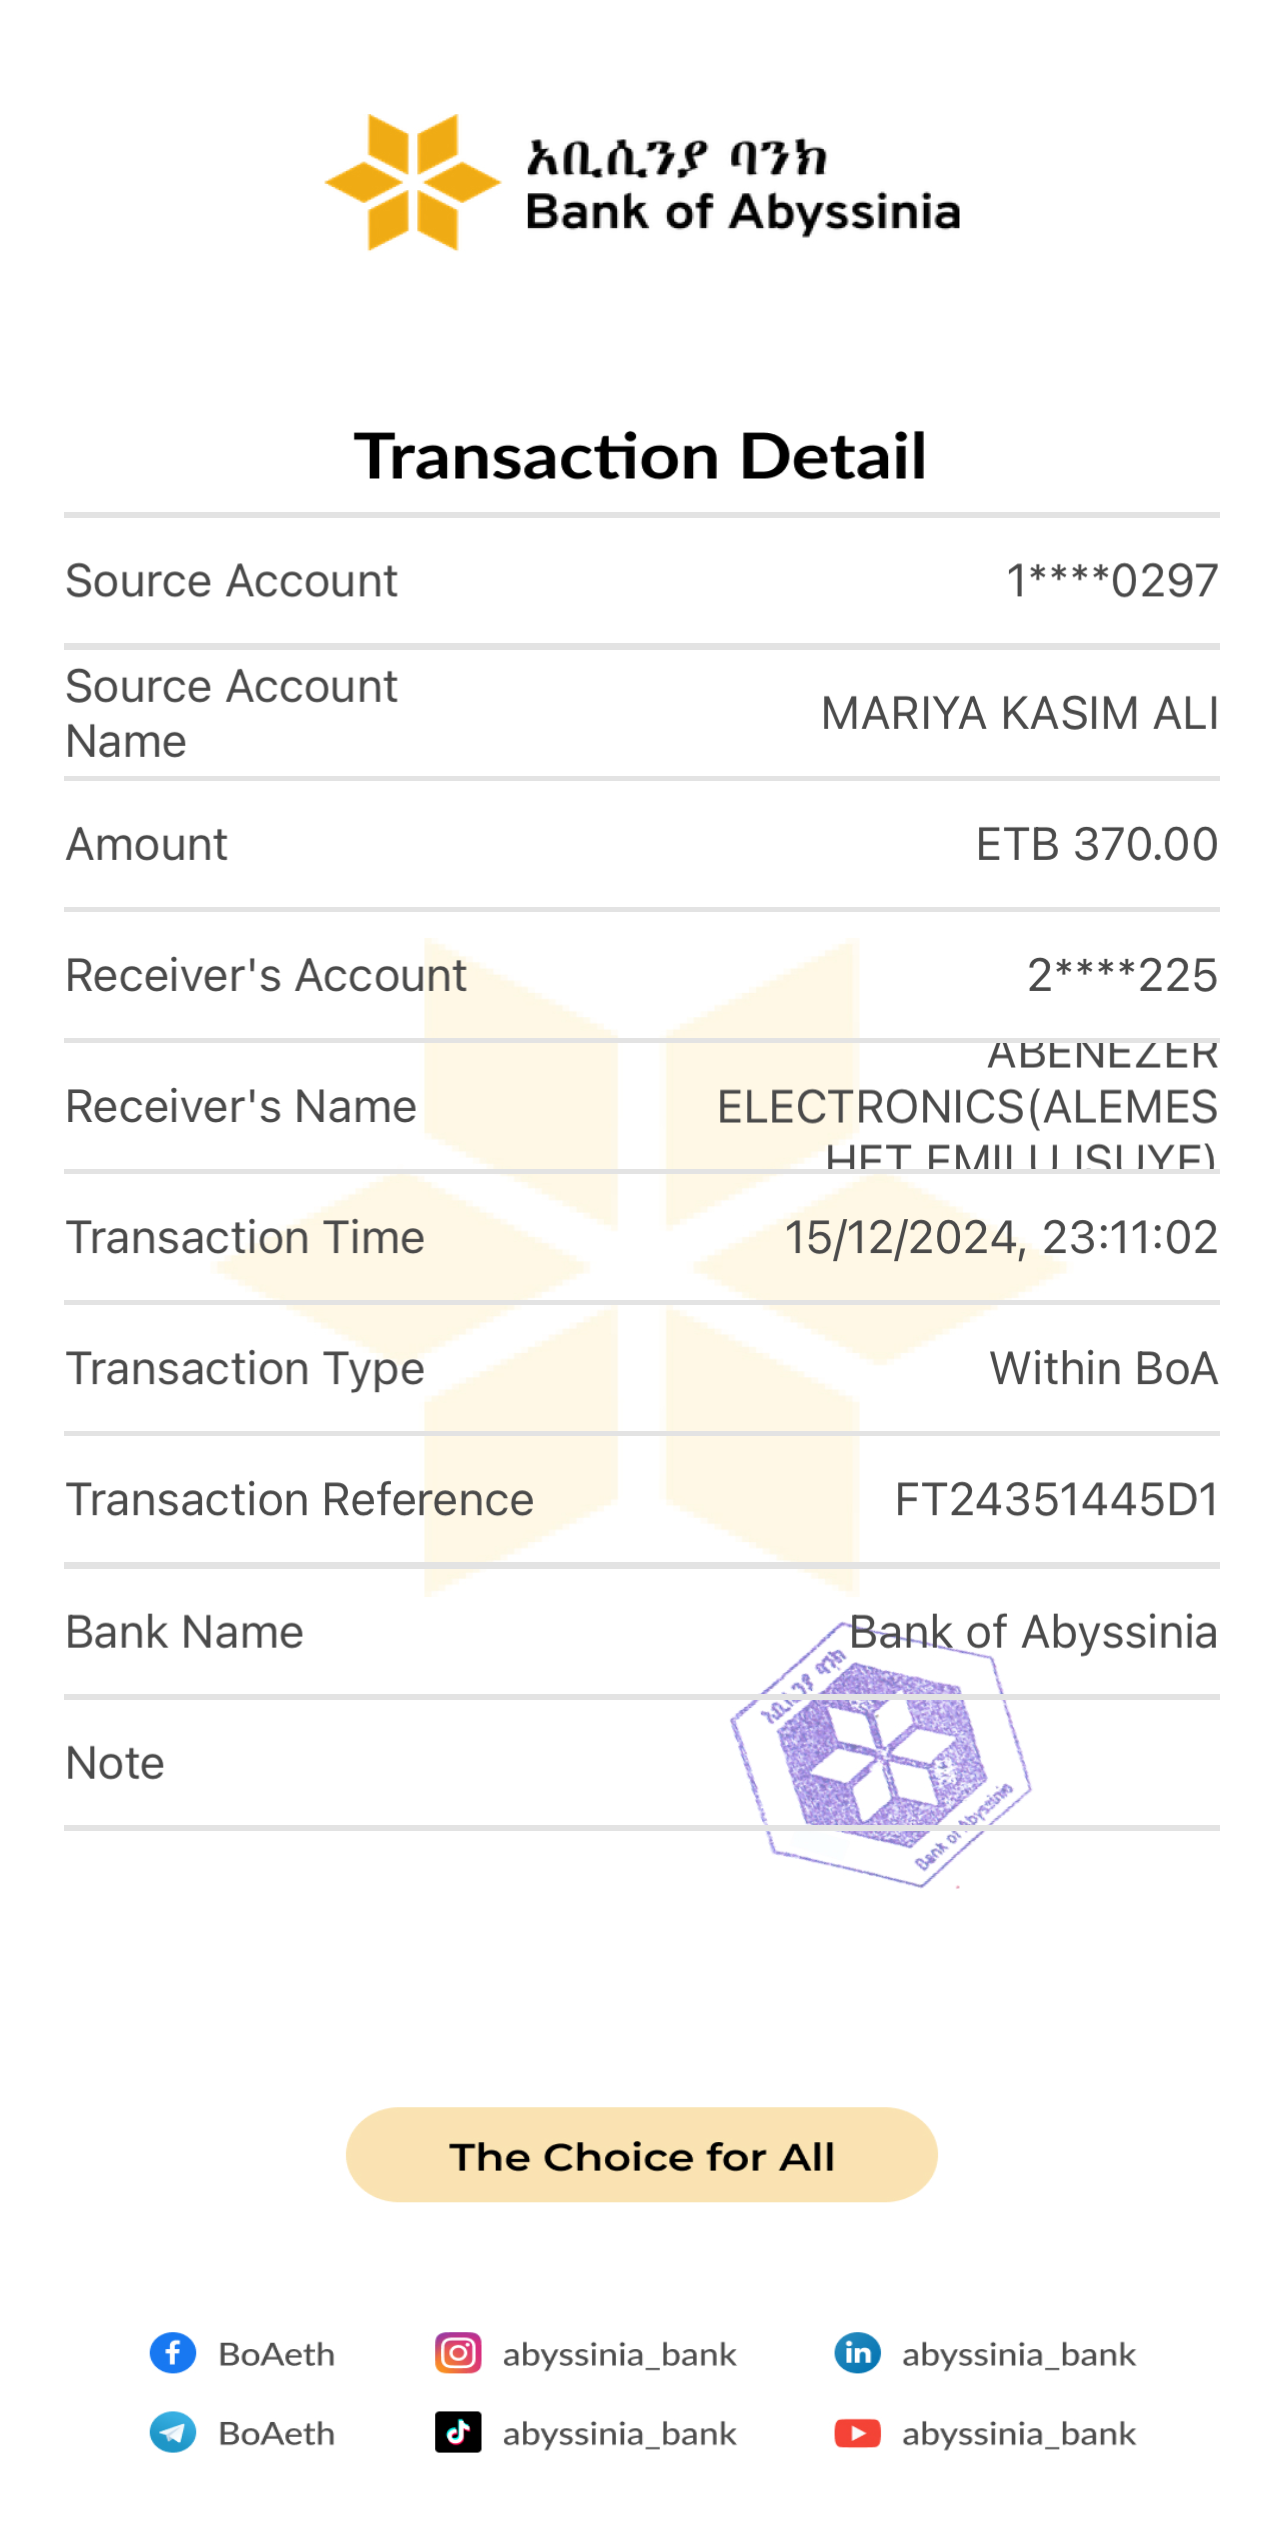 አቢሲንያ ባንክ
Bank of Abyssinia
Transaction Detail
Source Account 1****0297
Source Account
Name
MARIYA KASIM ALI
Amount ETB 370.00
Receiver's Account 2****225
Receiver's Name
ABENEZER
ELECTRONICS(ALEMES
HET EMILU ISUYE)
Transaction Time 15/12/2024, 23:11:02
Transaction Type Within BoA
Transaction Reference FT24351445D1
Bank Name Bank of Abyssinia
አቢሲንያ ባንክ
Note
Bank of Abyssinia
The Choice for All
BoAeth abyssinia_bank abyssinia_bank
BoAeth abyssinia_bank abyssinia_bank